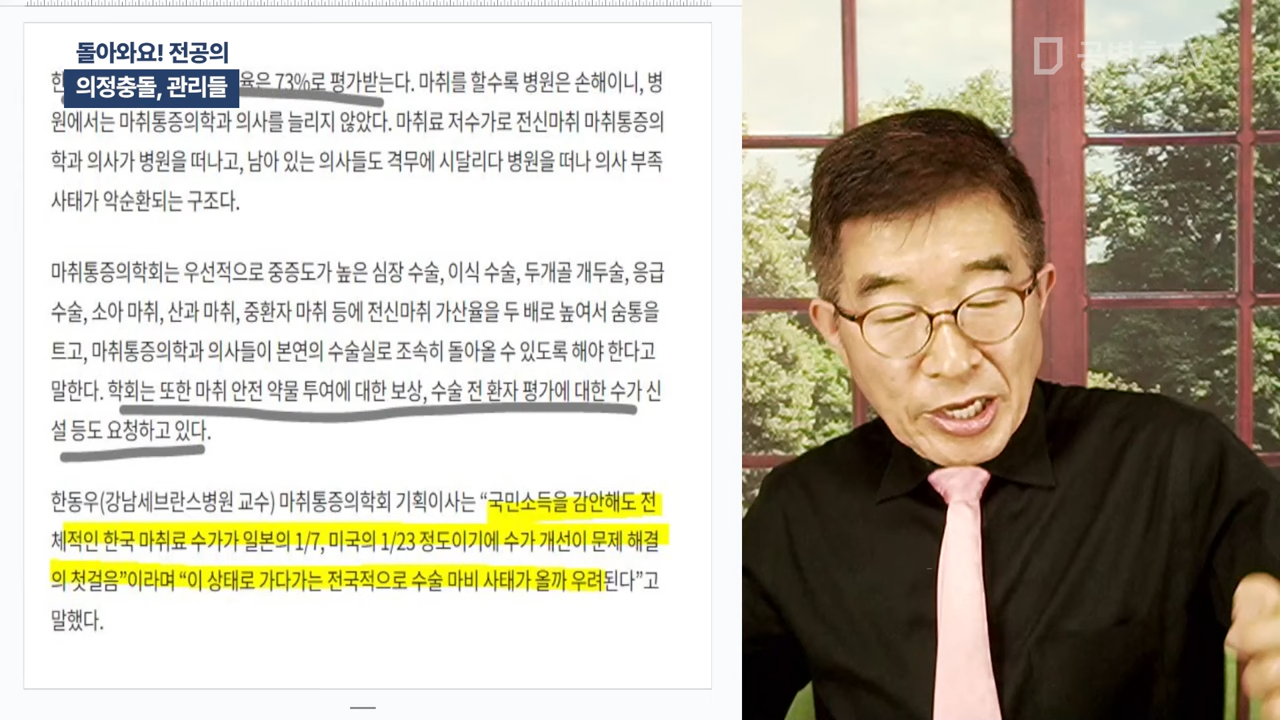 돌아와요! 전공의
의정충돌, 관리들
공병호TV
은 73%로 평가받는다. 마취를 할수록 병원은 손해이니, 병
원에서는 마취통증의학과 의사를 늘리지 않았다. 마취료 저수가로 전신마취 마취통증의
학과 의사가 병원을 떠나고, 남아 있는 의사들도 격무에 시달리다 병원을 떠나 의사 부족
사태가 악순환되는 구조다.
마취통증의학회는 우선적으로 중증도가 높은 심장 수술, 이식 수술, 두개골 개두술, 응급
수술, 소아 마취, 산과 마취, 중환자 마취 등에 전신마취 가산율을 두 배로 높여서 숨통을
트고, 마취통증의학과 의사들이 본연의 수술실로 조속히 돌아올 수 있도록 해야 한다고
말한다. 학회는 또한 마취 안전 약물 투여에 대한 보상, 수술 전 환자 평가에 대한 수가 신
설 등도 요청하고 있다.
한동우(강남세브란스병원 교수) 마취통증의학회 기획이사는 “국민소득을 감안해도 전
체적인 한국 마취료 수가가 일본의 1/7, 미국의 1/23 정도이기에 수가 개선이 문제 해결
의 첫걸음”이라며 “이 상태로 가다가는 전국적으로 수술 마비 사태가 올까 우려된다”고
말했다.